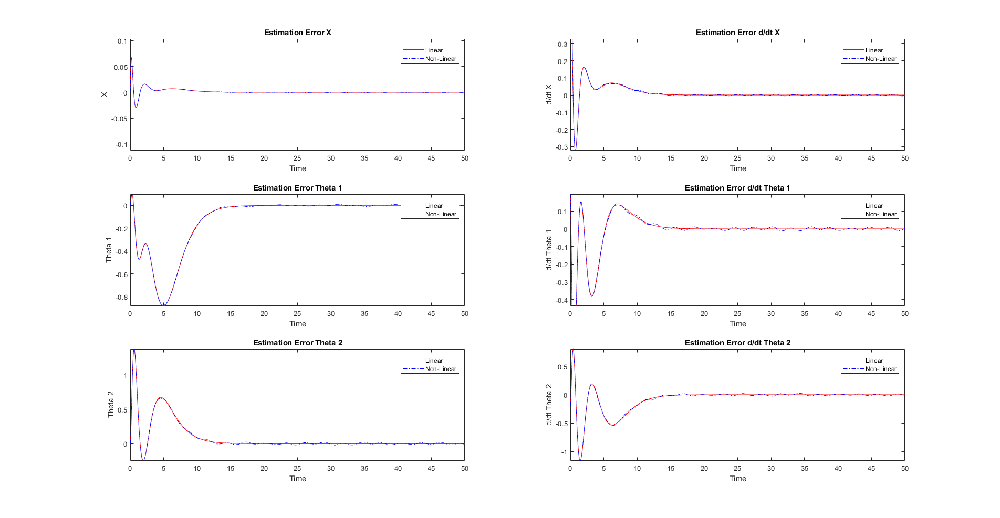 Estimation Error X
0.1
0.05
0
-0.05
-0.1
X
Linear
Non-Linear
0 5 10 15 20 25 30 35 40 45 50
Time
Estimation Error d/dt X
0.3
0.2
0.1
0
-0.1
-0.2
-0.3
d/dt X
Linear
Non-Linear
0 5 10 15 20 25 30 35 40 45 50
Time
Estimation Error Theta 1
0
-0.2
-0.4
-0.6
-0.8
Theta 1
Linear
Non-Linear
0 5 10 15 20 25 30 35 40 45 50
Time
Estimation Error d/dt Theta 1
0.1
0
-0.1
-0.2
-0.3
-0.4
d/dt Theta 1
Linear
Non-Linear
0 5 10 15 20 25 30 35 40 45 50
Time
Estimation Error Theta 2
1
0.5
0
Theta 2
Linear
Non-Linear
0 5 10 15 20 25 30 35 40 45 50
Time
Estimation Error d/dt Theta 2
0.5
0
-0.5
-1
d/dt Theta 2
Linear
Non-Linear
0 5 10 15 20 25 30 35 40 45 50
Time